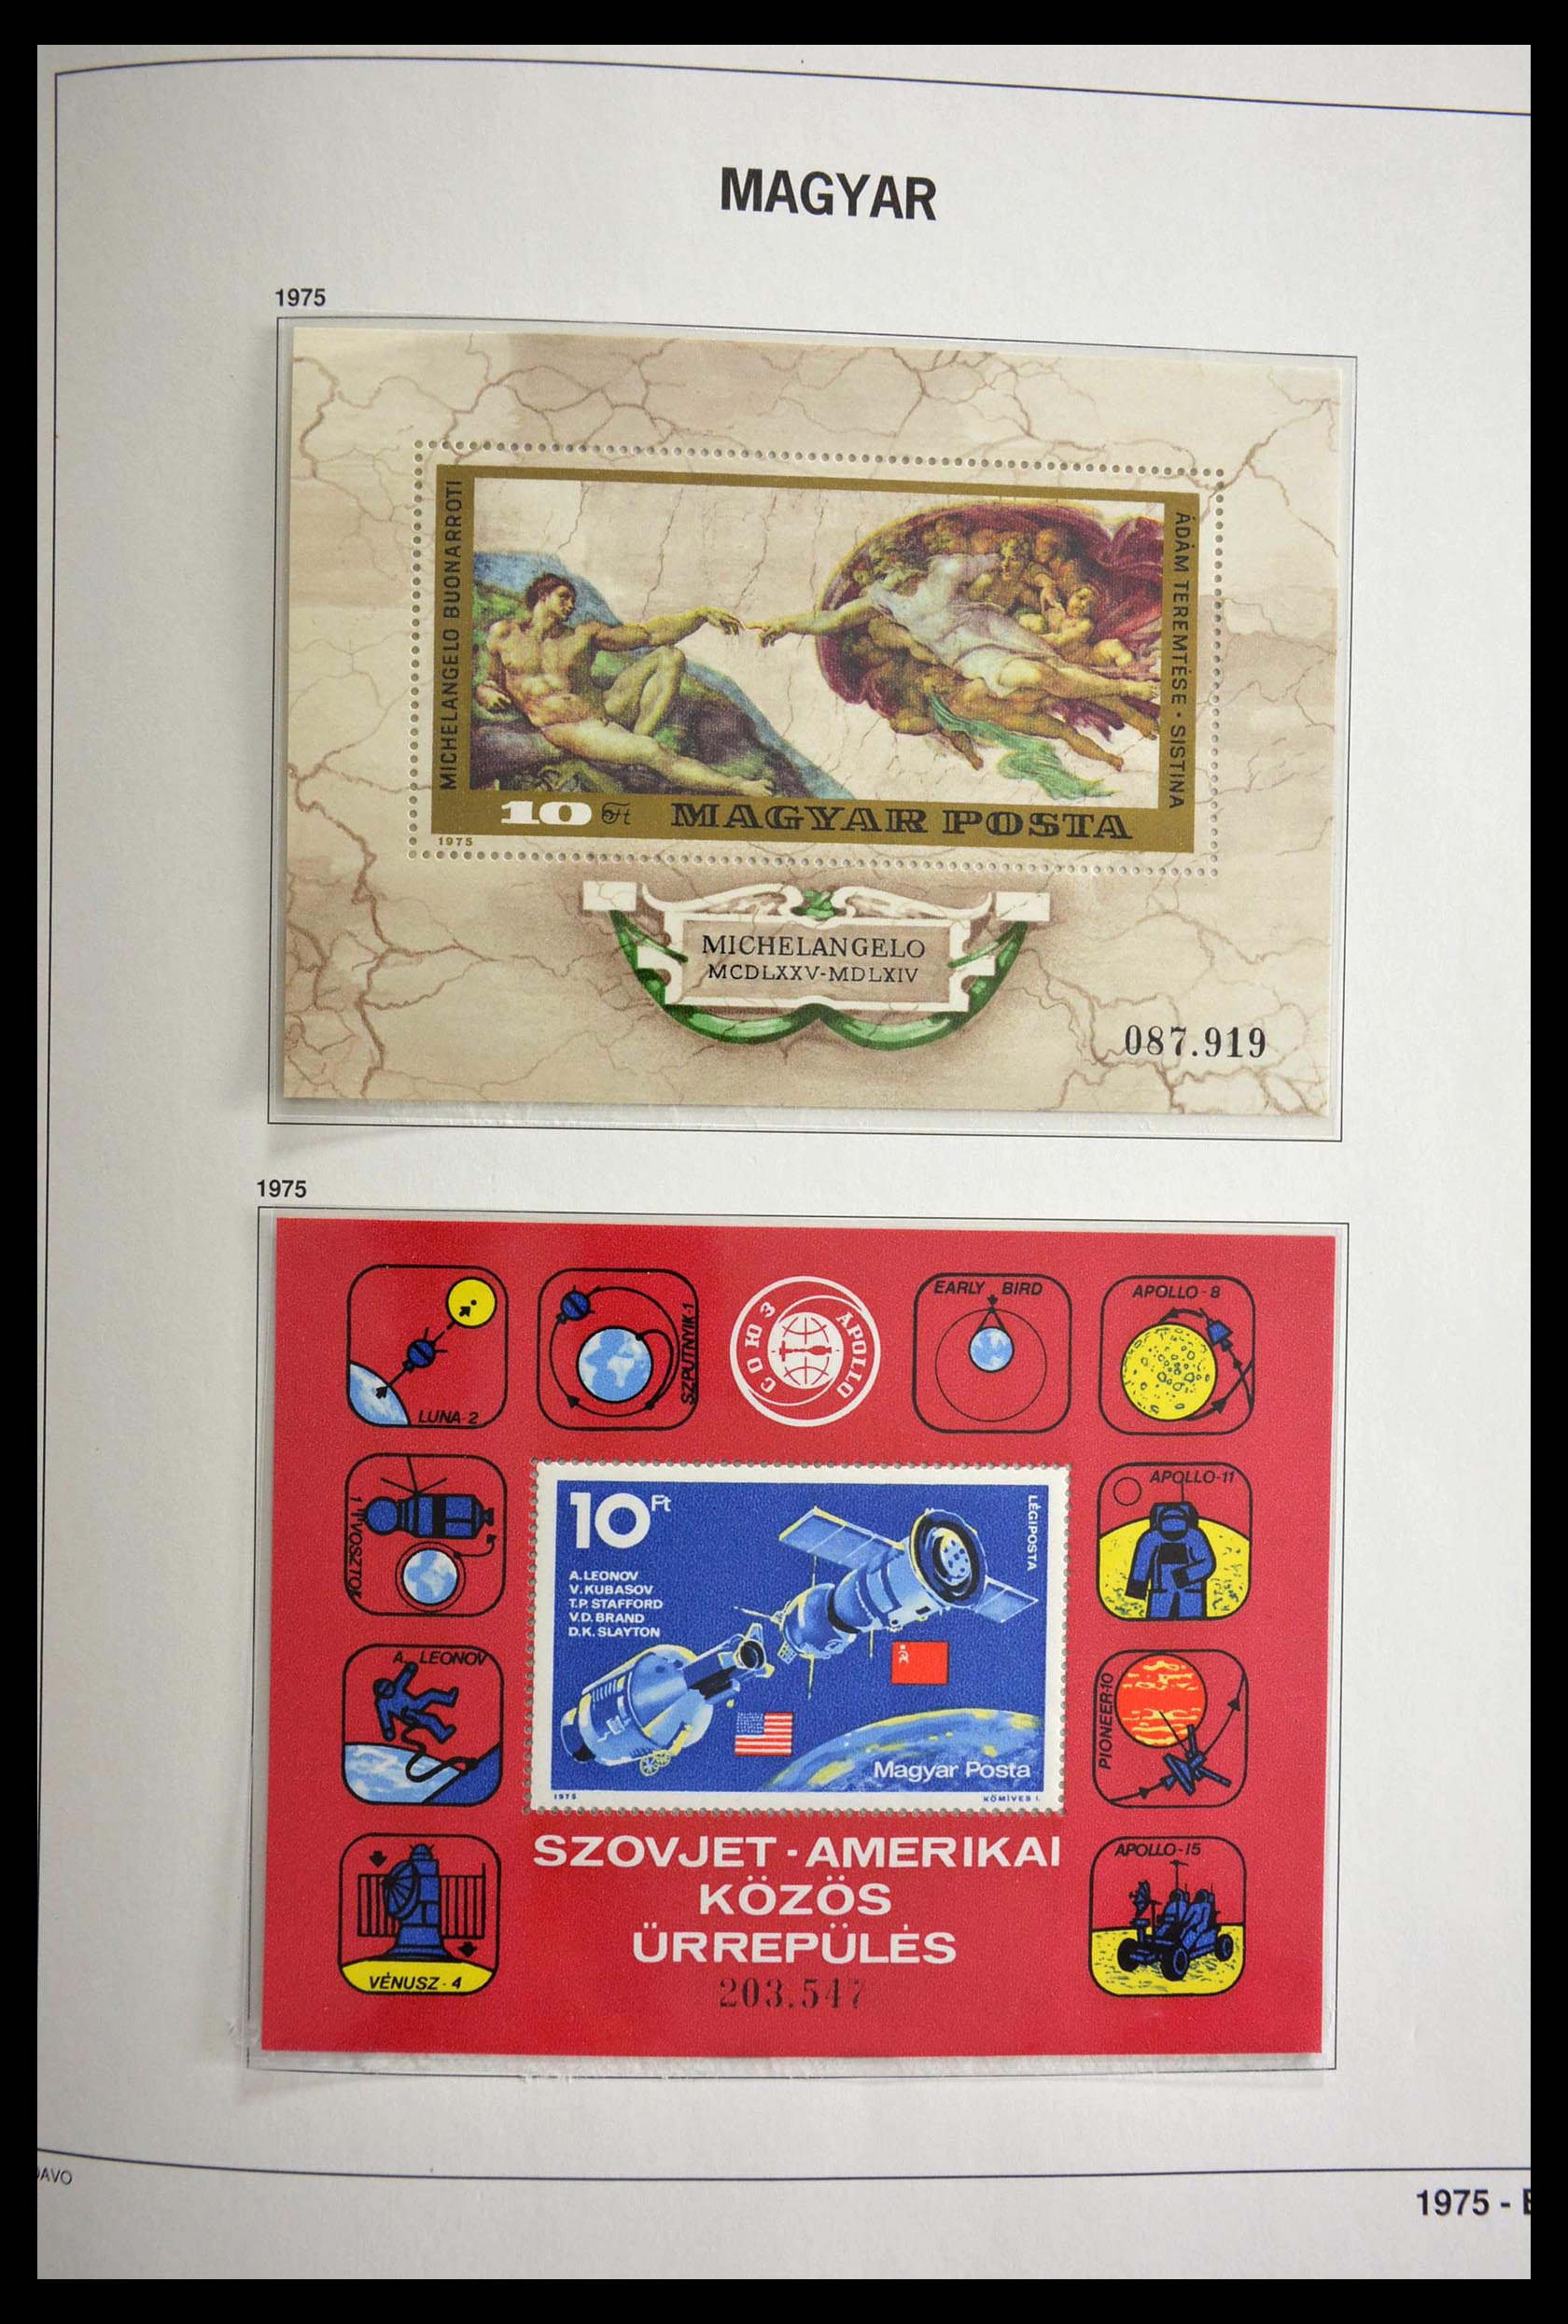 MAGYAR
1975
MICHELANGELO BUONARROTI
ÁDÁM TEREMTÉSE · SISTINA
10 Ft MAGYAR POSTA
1975
MICHELANGELO
MCDLXXV-MDLXIV
087.919
1975
LUNA-2
SZPUTNYIK-1
СОЮЗ APOLLO
EARLY BIRD
APOLLO-8
VOSZTOK 1
APOLLO-11
10 Ft
LÉGIPOSTA
A. LEONOV
V. KUBASOV
T.P. STAFFORD
V.D. BRAND
D.K. SLAYTON
Magyar Posta
1975
KÖMIVES I.
A. LEONOV
PIONEER-10
VÉNUSZ-4
APOLLO-15
SZOVJET-AMERIKAI
KÖZÖS
ŰRREPÜLÉS
203.547
DAVO
1975 -